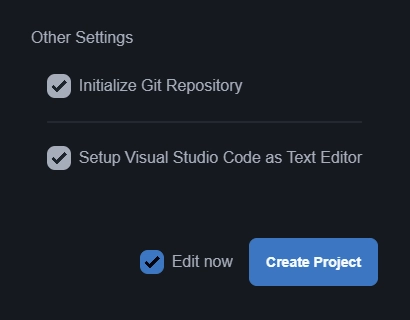 Other Settings
Initialize Git Repository
Setup Visual Studio Code as Text Editor
Edit now
Create Project